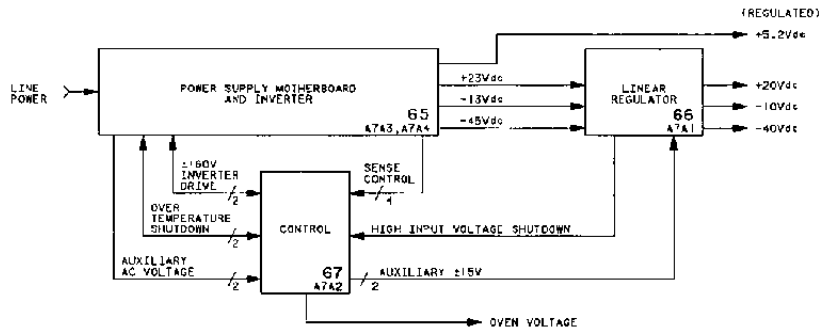 (REGULATED)
+5.2Vdc
LINE
POWER
POWER SUPPLY MOTHERBOARD
AND INVERTER
65
A7A3,A7A4
+23Vdc
-13Vdc
-45Vdc
LINEAR
REGULATOR
66
A7A1
+20Vdc
-10Vdc
-40Vdc
±160V
INVERTER
DRIVE
2
SENSE
CONTROL
4
OVER
TEMPERATURE
SHUTDOWN
2
CONTROL
67
A7A2
HIGH INPUT VOLTAGE SHUTDOWN
AUXILIARY
AC VOLTAGE
2
2
AUXILIARY ±15V
OVEN VOLTAGE